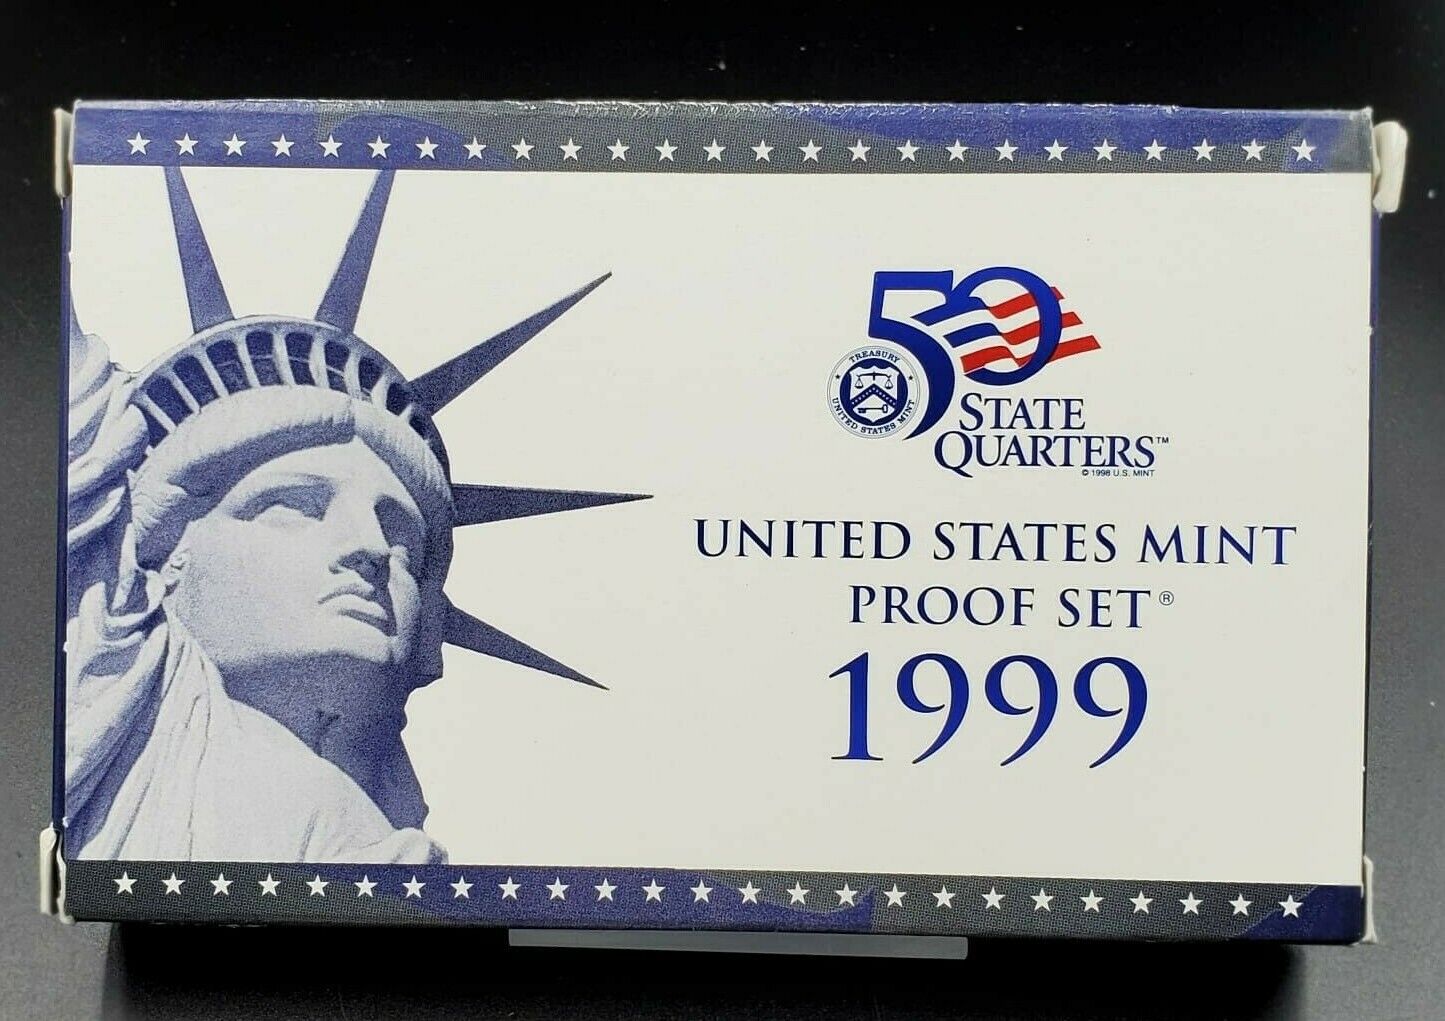 50
TREASURY
UNITED STATES MINT
STATE
QUARTERS™
© 1998 U.S. MINT
UNITED STATES MINT
PROOF SET®
1999